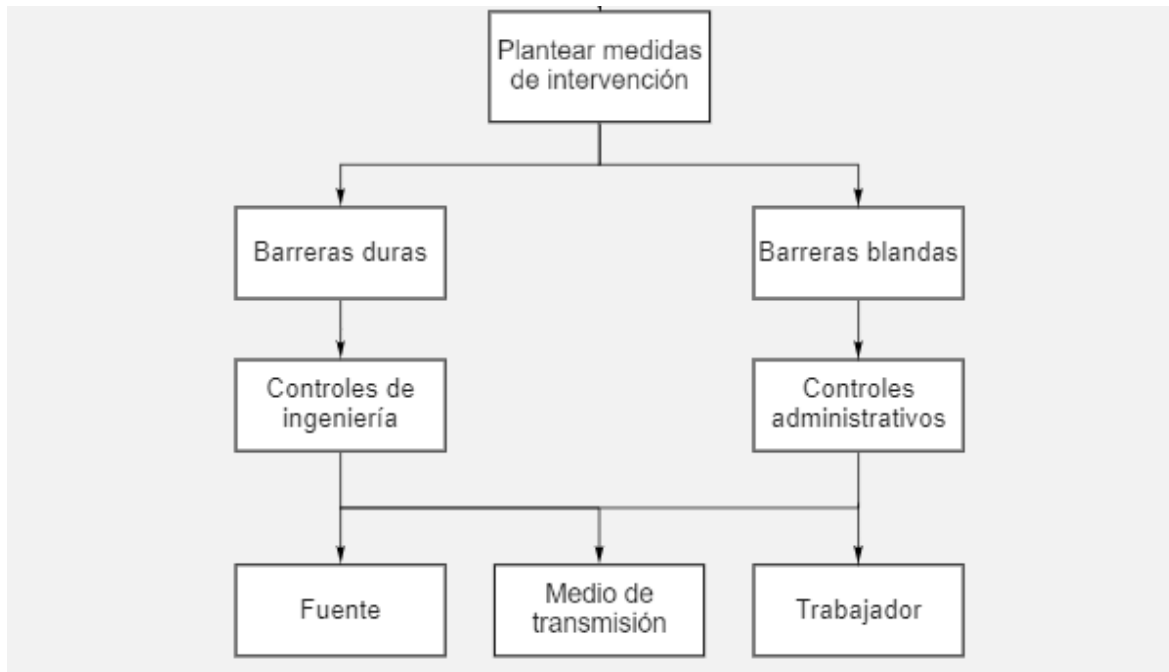 Plantear medidas
de intervención
Barreras duras
Barreras blandas
Controles de
ingeniería
Controles
administrativos
Fuente
Medio de
transmisión
Trabajador